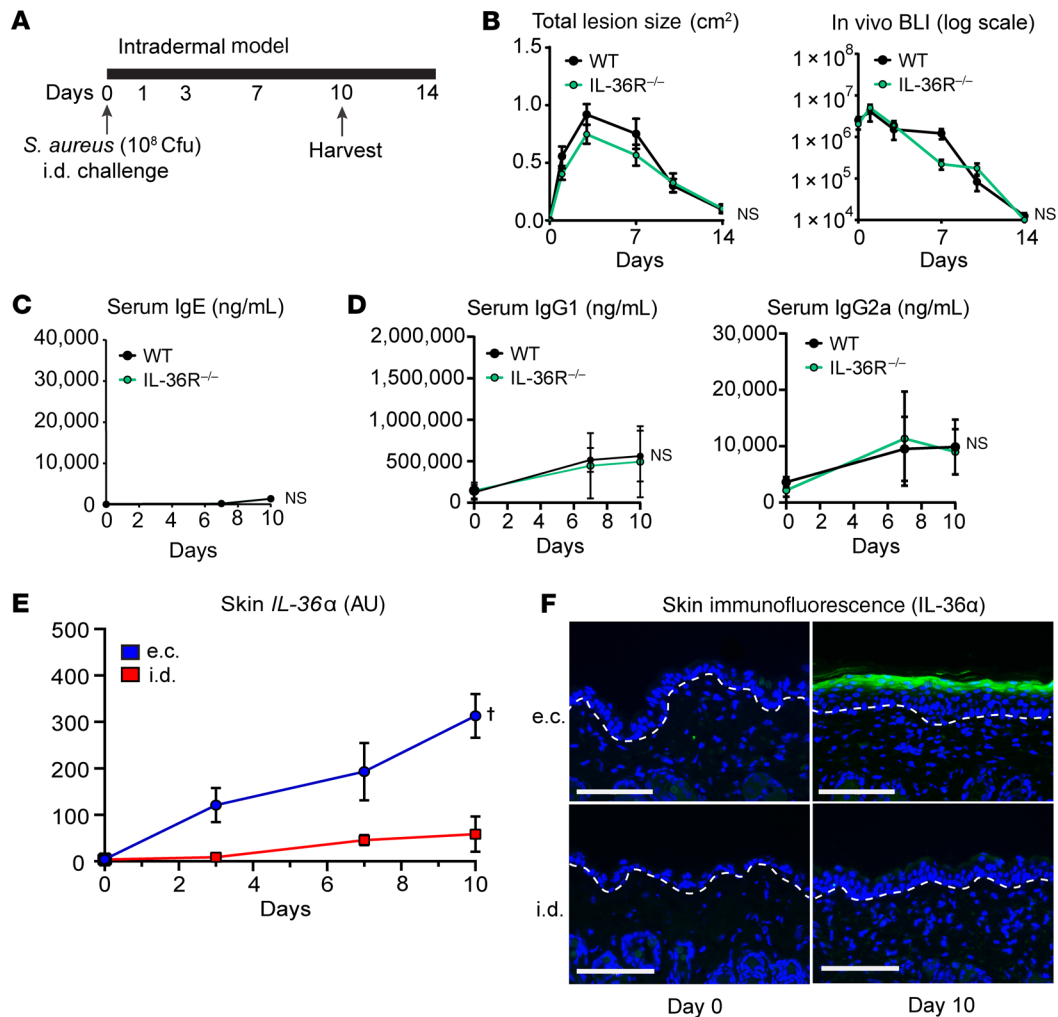 A
Intradermal model
Days 0 1 3 7 10 14
S. aureus (10⁸ Cfu)
i.d. challenge
Harvest
B
Total lesion size (cm²)
WT
IL-36R⁻/⁻
1.0
0.5
0.0
0 7 14
NS
Days
In vivo BLI (log scale)
WT
IL-36R⁻/⁻
1 × 10⁸
1 × 10⁷
1 × 10⁶
1 × 10⁵
1 × 10⁴
0 7 14
NS
Days
C
Serum IgE (ng/mL)
40,000
30,000
20,000
10,000
0
WT
IL-36R⁻/⁻
NS
0 2 4 6 8 10
Days
D
Serum IgG1 (ng/mL)
2,000,000
1,500,000
1,000,000
500,000
0
WT
IL-36R⁻/⁻
NS
0 2 4 6 8 10
Days
Serum IgG2a (ng/mL)
30,000
20,000
10,000
0
WT
IL-36R⁻/⁻
NS
0 2 4 6 8 10
Days
E
Skin IL-36α (AU)
500
400
300
200
100
0
e.c.
i.d.
†
0 2 4 6 8 10
Days
F
Skin immunofluorescence (IL-36α)
e.c.
i.d.
Day 0
Day 10